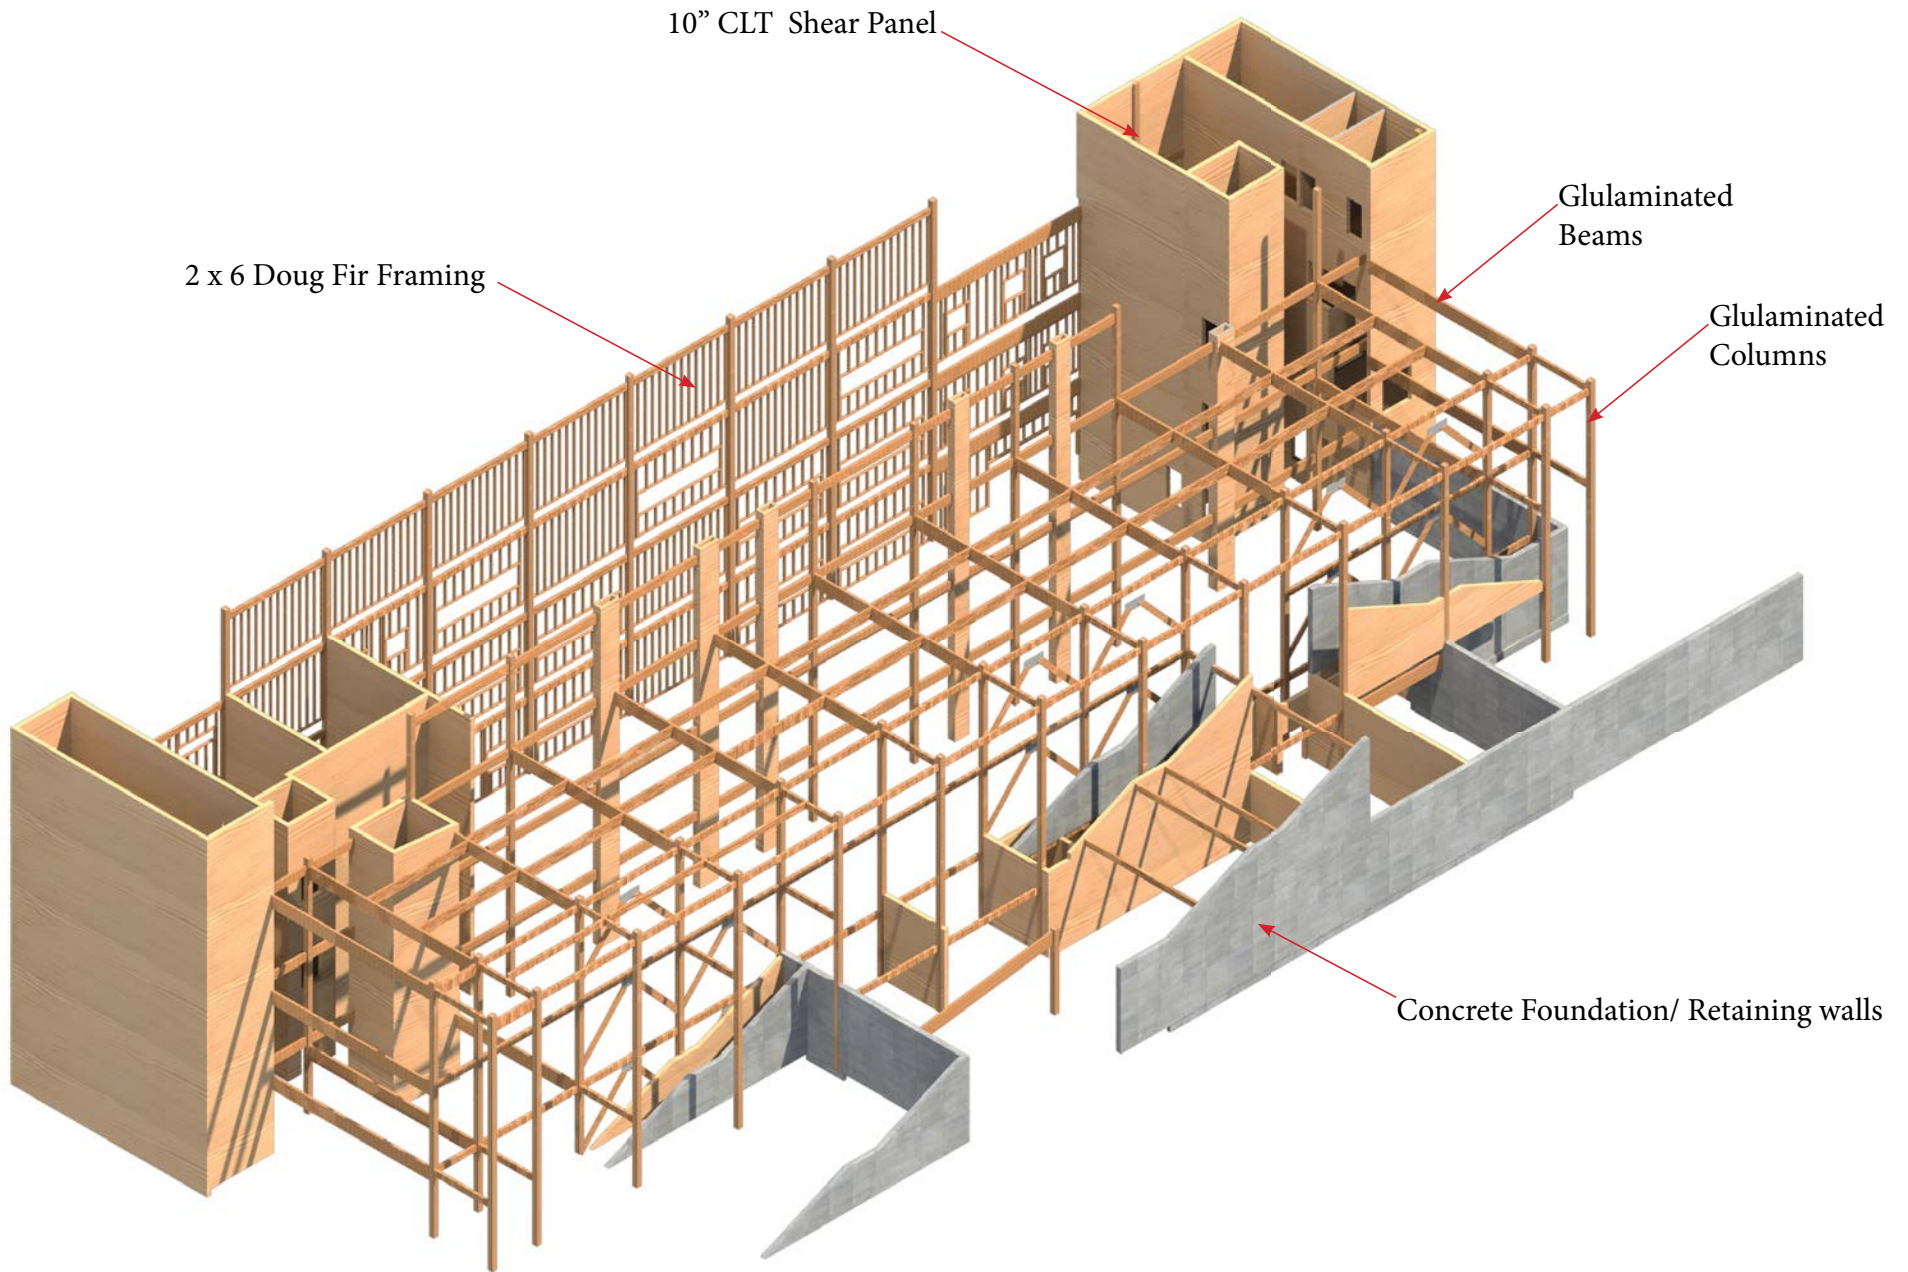 10” CLT  Shear Panel
Glulaminated
Beams
2 x 6 Doug Fir Framing
Glulaminated
Columns
Concrete Foundation/ Retaining walls